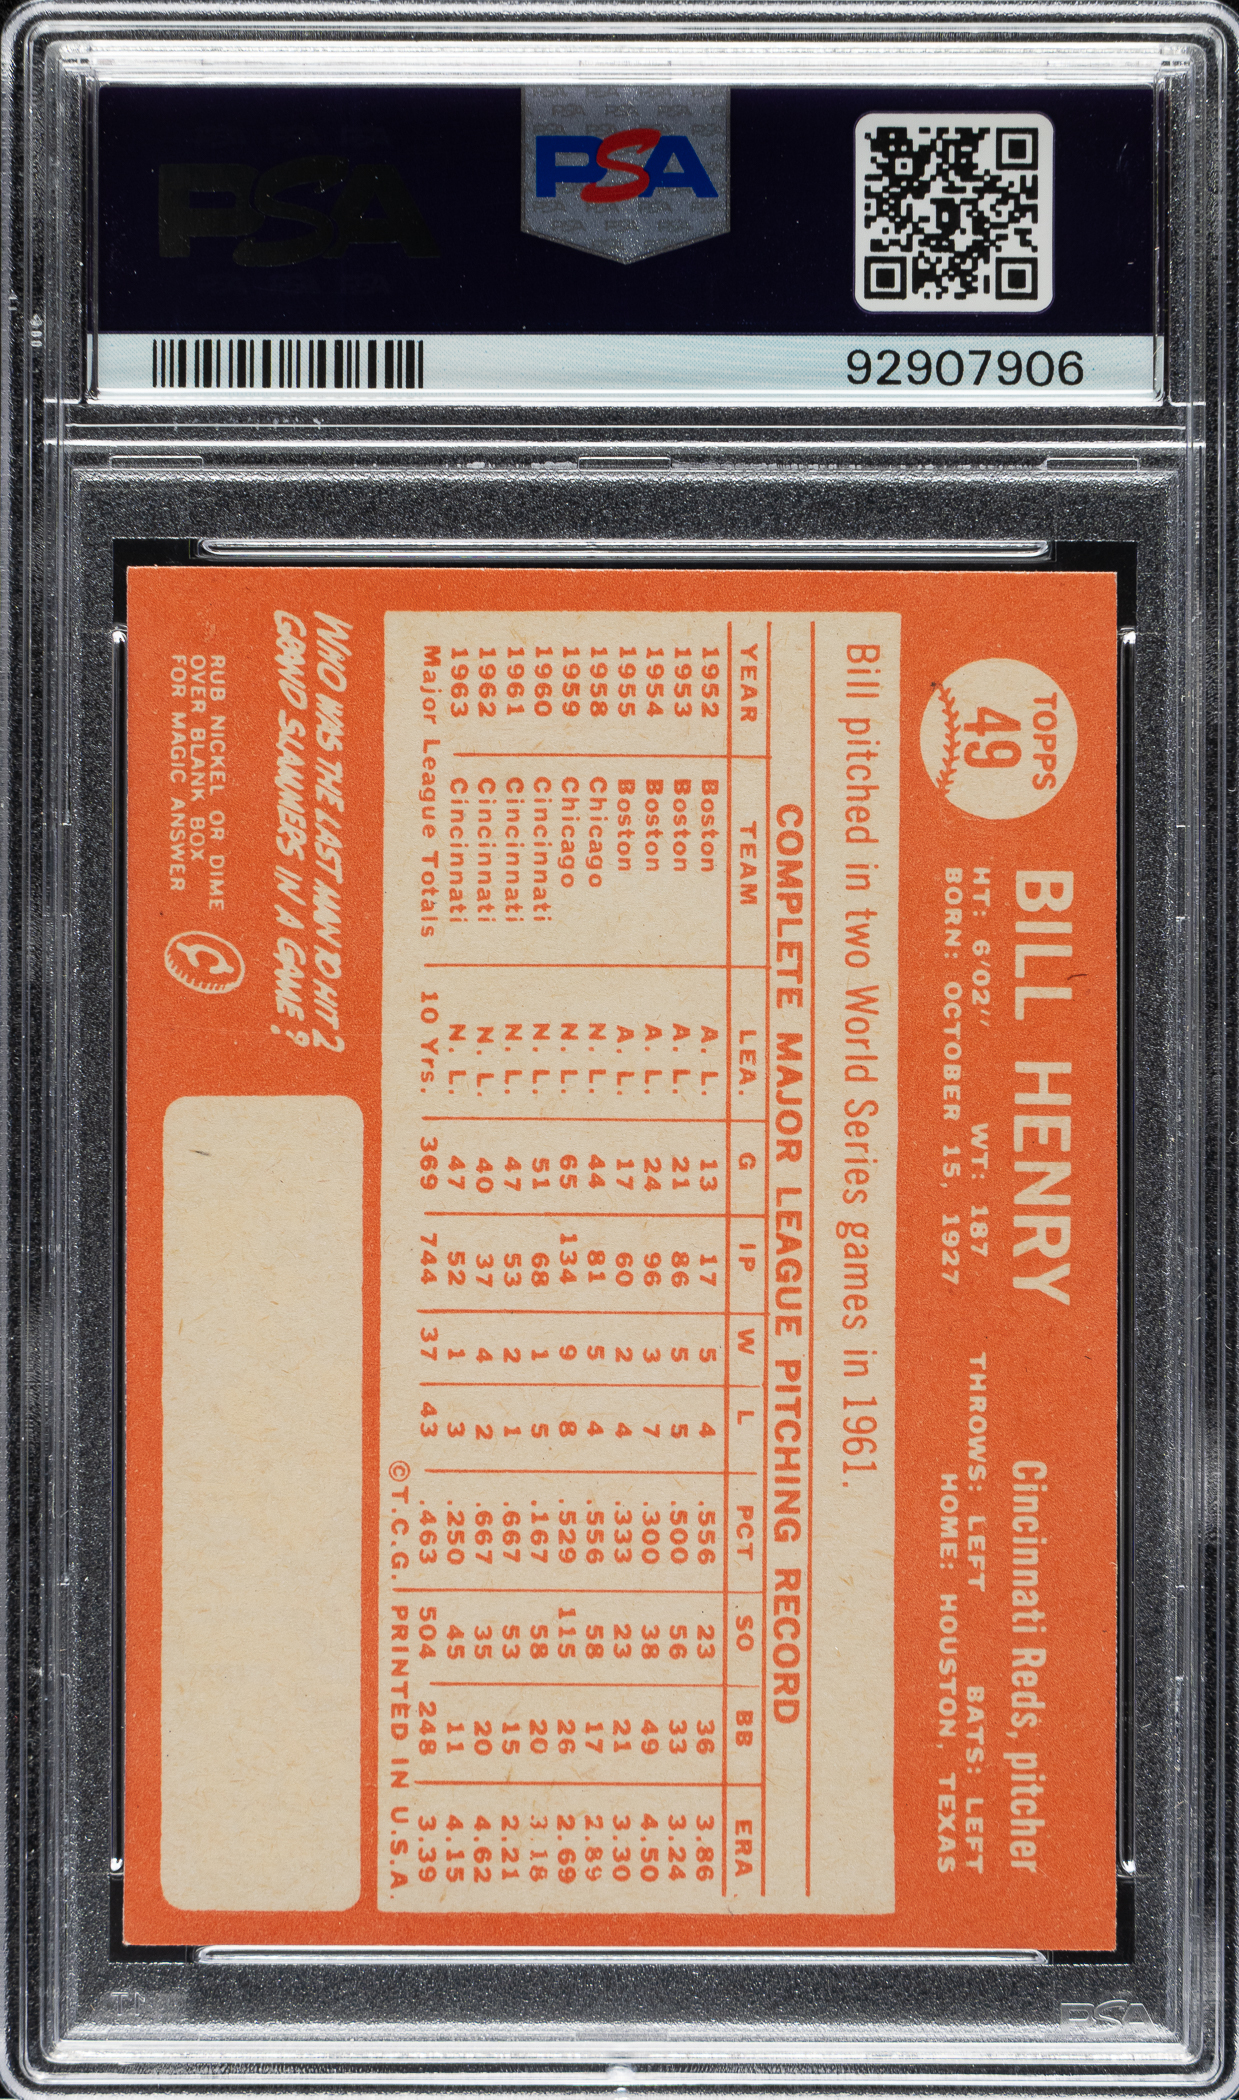 PSA
PSA
92907906
TOPPS
49
BILL HENRY
Cincinnati Reds, pitcher
HT: 6'02" WT: 187 THROWS: LEFT BATS: LEFT
BORN: OCTOBER 15, 1927 HOME: HOUSTON, TEXAS
Bill pitched in two World Series games in 1961.
COMPLETE MAJOR LEAGUE PITCHING RECORD
YEAR TEAM LEA. G IP W L PCT SO BB ERA
1952 Boston A. L. 13 17 5 4 .556 23 36 3.86
1953 Boston A. L. 21 86 5 5 .500 56 33 3.24
1954 Boston A. L. 24 96 3 7 .300 38 49 4.50
1955 Boston A. L. 17 60 2 4 .333 23 21 3.30
1958 Chicago N. L. 44 81 5 4 .556 58 17 2.89
1959 Chicago N. L. 65 134 9 8 .529 115 26 2.69
1960 Cincinnati N. L. 51 68 1 5 .167 58 20 3.18
1961 Cincinnati N. L. 47 53 2 1 .667 53 15 2.21
1962 Cincinnati N. L. 40 37 4 2 .667 35 20 4.62
1963 Cincinnati N. L. 47 52 1 3 .250 45 11 4.15
Major League Totals 10 Yrs. 369 744 37 43 .463 504 248 3.39
©T.C.G. PRINTED IN U.S.A.
WHO WAS THE LAST MAN TO HIT 2
GRAND SLAMMERS IN A GAME?
RUB NICKEL OR DIME
OVER BLANK BOX
FOR MAGIC ANSWER
PSA